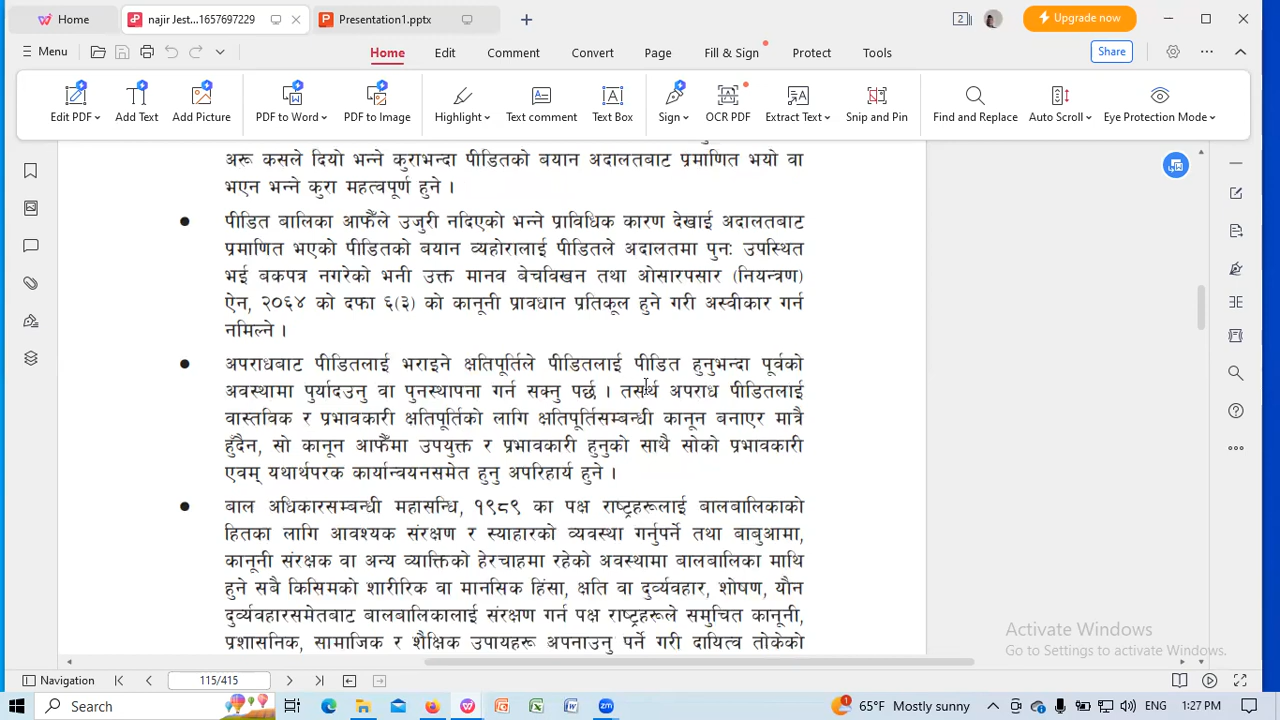 Home
najir Jest...1657697229
Presentation1.pptx
2
Upgrade now
Menu
Home
Edit
Comment
Convert
Page
Fill & Sign
Protect
Tools
Share
Edit PDF
Add Text
Add Picture
PDF to Word
PDF to Image
Highlight
Text comment
Text Box
Sign
OCR PDF
Extract Text
Snip and Pin
Find and Replace
Auto Scroll
Eye Protection Mode
अरू कसले दियो भन्ने कुराभन्दा पीडितको बयान अदालतबाट प्रमाणित भयो वा
भएन भन्ने कुरा महत्वपूर्ण हुने ।
● पीडित बालिका आफैँले उजुरी नदिएको भन्ने प्राविधिक कारण देखाई अदालतबाट
प्रमाणित भएको पीडितको बयान व्यहोरालाई पीडितले अदालतमा पुनः उपस्थित
भई बकपत्र नगरेको भनी उक्त मानव बेचविखन तथा ओसारपसार (नियन्त्रण)
ऐन, २०६४ को दफा ६(३) को कानूनी प्रावधान प्रतिकूल हुने गरी अस्वीकार गर्न
नमिल्ने ।
● अपराधबाट पीडितलाई भराइने क्षतिपूर्तिले पीडितलाई पीडित हुनुभन्दा पूर्वको
अवस्थामा पुर्यादउनु वा पुनस्थापना गर्न सक्नु पर्छ । तसर्थ अपराध पीडितलाई
वास्तविक र प्रभावकारी क्षतिपूर्तिको लागि क्षतिपूर्तिसम्बन्धी कानून बनाएर मात्रै
हुँदैन, सो कानून आफैँमा उपयुक्त र प्रभावकारी हुनुको साथै सोको प्रभावकारी
एवम् यथार्थपरक कार्यान्वयनसमेत हुनु अपरिहार्य हुने ।
● बाल अधिकारसम्बन्धी महासन्धि, १९८९ का पक्ष राष्ट्रहरूलाई बालबालिकाको
हितका लागि आवश्यक संरक्षण र स्याहारको व्यवस्था गर्नुपर्ने तथा बाबुआमा,
कानूनी संरक्षक वा अन्य व्याक्तिको हेरचाहमा रहेको अवस्थामा बालबालिका माथि
हुने सबै किसिमको शारीरिक वा मानसिक हिंसा, क्षति वा दुर्व्यवहार, शोषण, यौन
दुर्व्यवहारसमेतबाट बालबालिकालाई संरक्षण गर्न पक्ष राष्ट्रहरूले समुचित कानूनी,
प्रशासनिक, सामाजिक र शैक्षिक उपायहरू अपनाउनु पर्ने गरी दायित्व तोकेको
Activate Windows
Go to Settings to activate Windows.
Navigation
115/415
Search
1
65°F Mostly sunny
1:27 PM